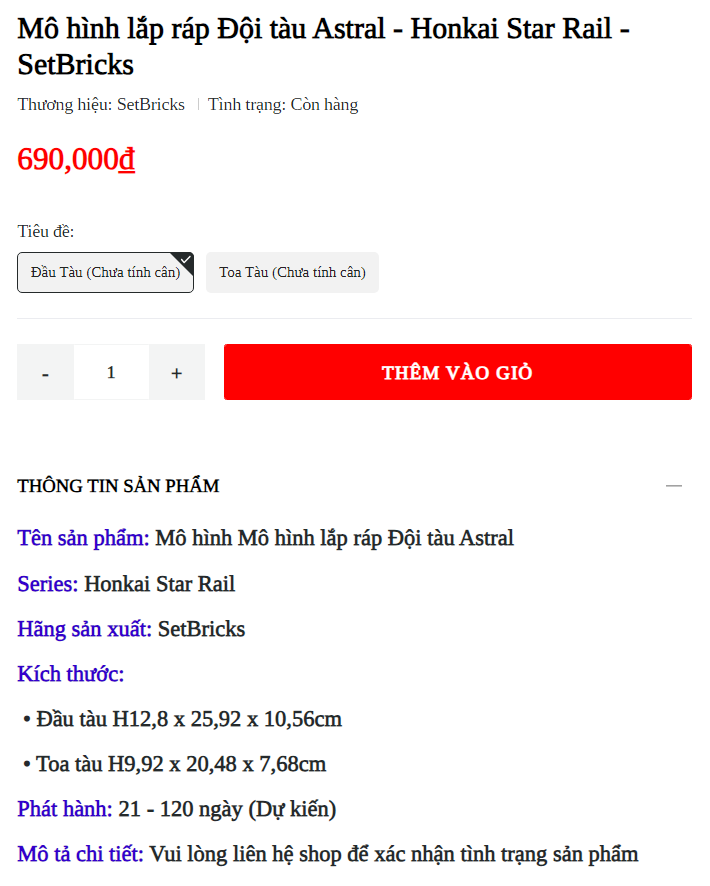 Mô hình lắp ráp Đội tàu Astral - Honkai Star Rail -
SetBricks
Thương hiệu: SetBricks | Tình trạng: Còn hàng
690,000₫
Tiêu đề:
Đầu Tàu (Chưa tính cân) Toa Tàu (Chưa tính cân)
- 1 + THÊM VÀO GIỎ
THÔNG TIN SẢN PHẨM —
Tên sản phẩm: Mô hình Mô hình lắp ráp Đội tàu Astral
Series: Honkai Star Rail
Hãng sản xuất: SetBricks
Kích thước:
• Đầu tàu H12,8 x 25,92 x 10,56cm
• Toa tàu H9,92 x 20,48 x 7,68cm
Phát hành: 21 - 120 ngày (Dự kiến)
Mô tả chi tiết: Vui lòng liên hệ shop để xác nhận tình trạng sản phẩm